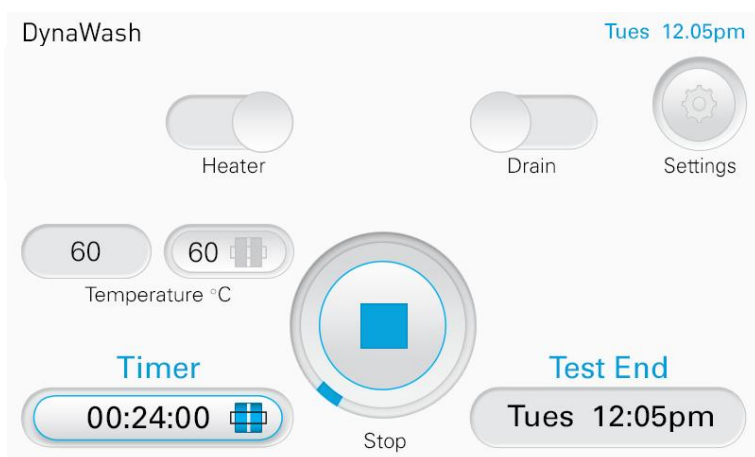 DynaWash
Tues 12.05pm
Heater
Drain
Settings
60
60
Temperature °C
Timer
Test End
00:24:00
Tues 12:05pm
Stop